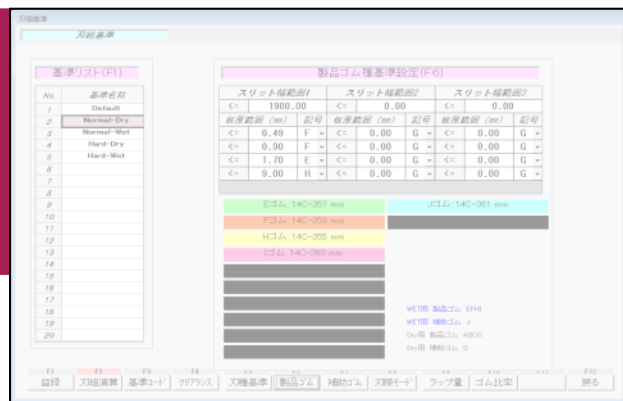 刃組基準
刃組基準
基準リスト(F1)
No. 基準名称
1 Default
2 Normal-Dry
3 Normal-Wet
4 Hard-Dry
5 Hard-Wet
6
7
8
9
10
11
12
13
14
15
16
17
18
19
20
製品ゴム種基準設定(F6)
スリット幅範囲1 スリット幅範囲2 スリット幅範囲3
<= 1900.00 <= 0.00 <= 0.00
板厚範囲 (mm) 記号 板厚範囲 (mm) 記号 板厚範囲 (mm) 記号
<= 0.49 F <= 0.00 G <= 0.00 G
<= 0.90 F <= 0.00 G <= 0.00 G
<= 1.70 E <= 0.00 G <= 0.00 G
<= 9.00 H <= 0.00 G <= 0.00 G
Eゴム: 14C-357 mm
Jゴム: 14C-361 mm
Fゴム: 14C-358 mm
Hゴム: 14C-355 mm
Iゴム: 14C-360 mm
WET用 製品ゴム EFHI
WET用 補助ゴム J
Dry用 製品ゴム ABCD
Dry用 補助ゴム G
F1 F2 F3 F4 F12
登録 刃組演算 基準コード クリアランス 刃種基準 製品ゴム 補助ゴム 刃際モード ラップ量 ゴム比率 戻る